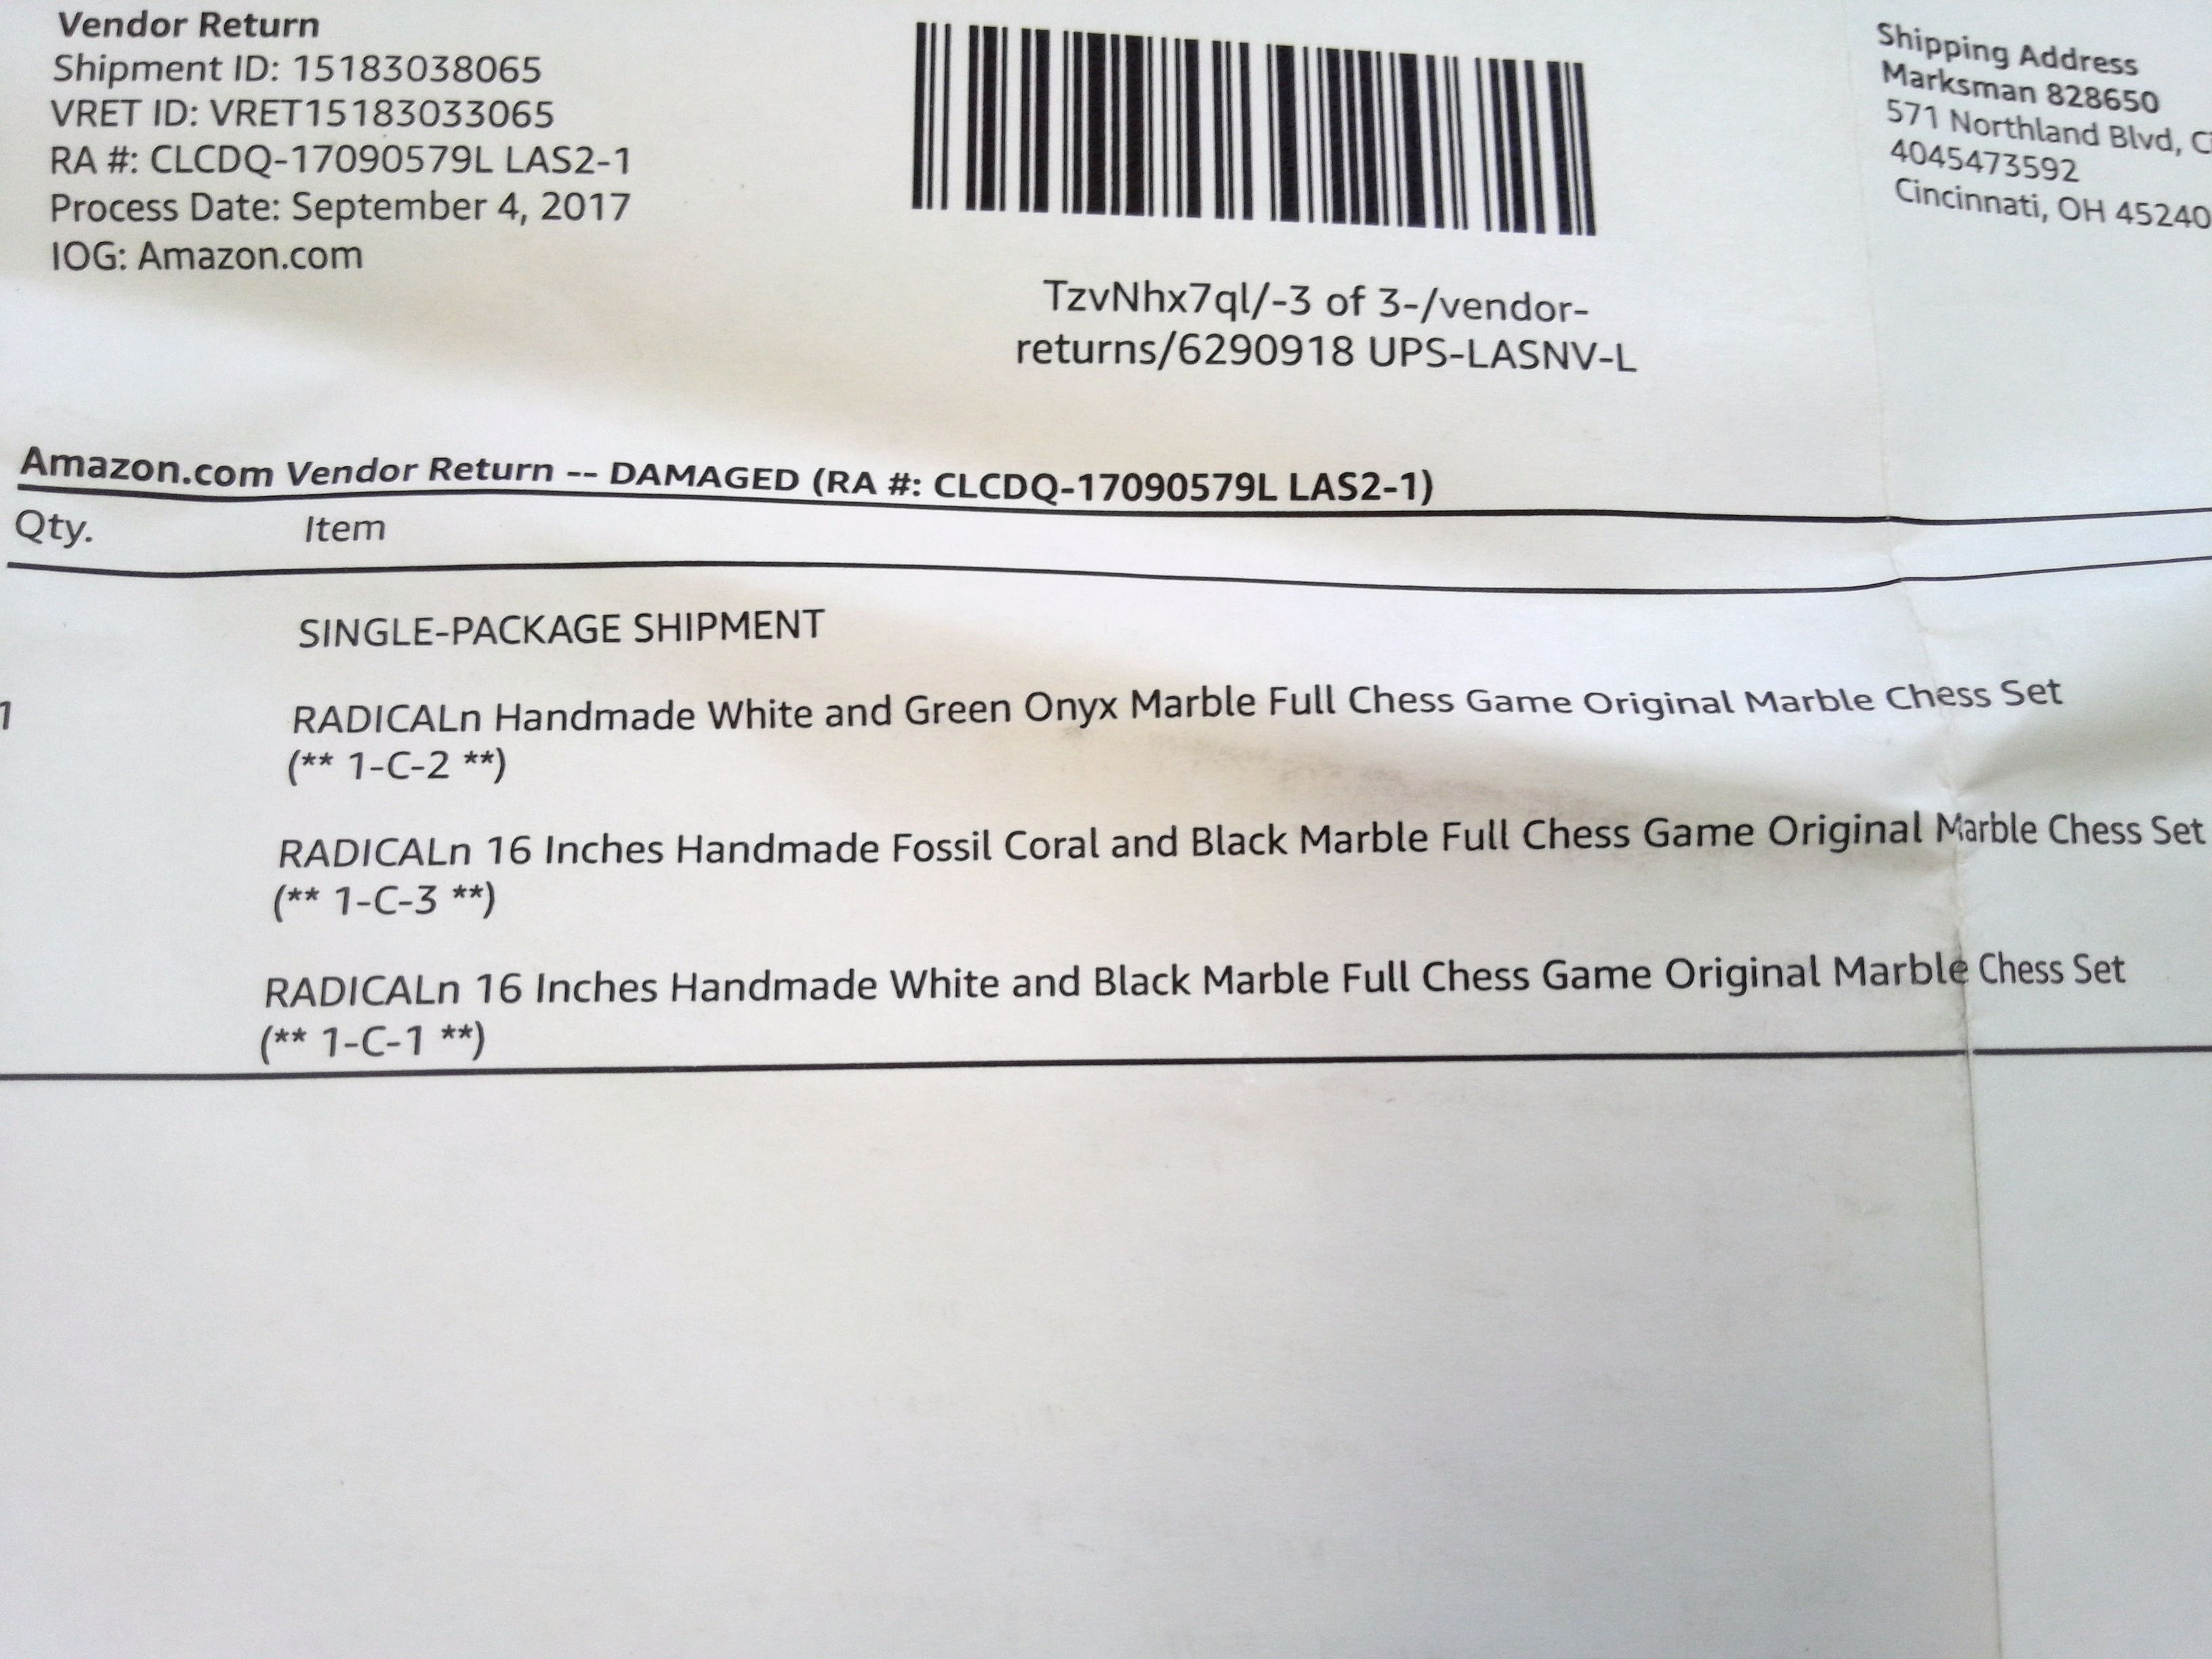 Vendor Return
Shipment ID: 15183038065
VRET ID: VRET15183033065
RA #: CLCDQ-17090579L LAS2-1
Process Date: September 4, 2017
IOG: Amazon.com
TzvNhx7ql/-3 of 3-/vendor-
returns/6290918 UPS-LASNV-L
Shipping Address
Marksman 828650
571 Northland Blvd,
4045473592
Cincinnati, OH 45240
Amazon.com Vendor Return -- DAMAGED (RA #: CLCDQ-17090579L LAS2-1)
Qty. Item
SINGLE-PACKAGE SHIPMENT
1 RADICALn Handmade White and Green Onyx Marble Full Chess Game Original Marble Chess Set
(** 1-C-2 **)
RADICALn 16 Inches Handmade Fossil Coral and Black Marble Full Chess Game Original Marble Chess Set
(** 1-C-3 **)
RADICALn 16 Inches Handmade White and Black Marble Full Chess Game Original Marble Chess Set
(** 1-C-1 **)